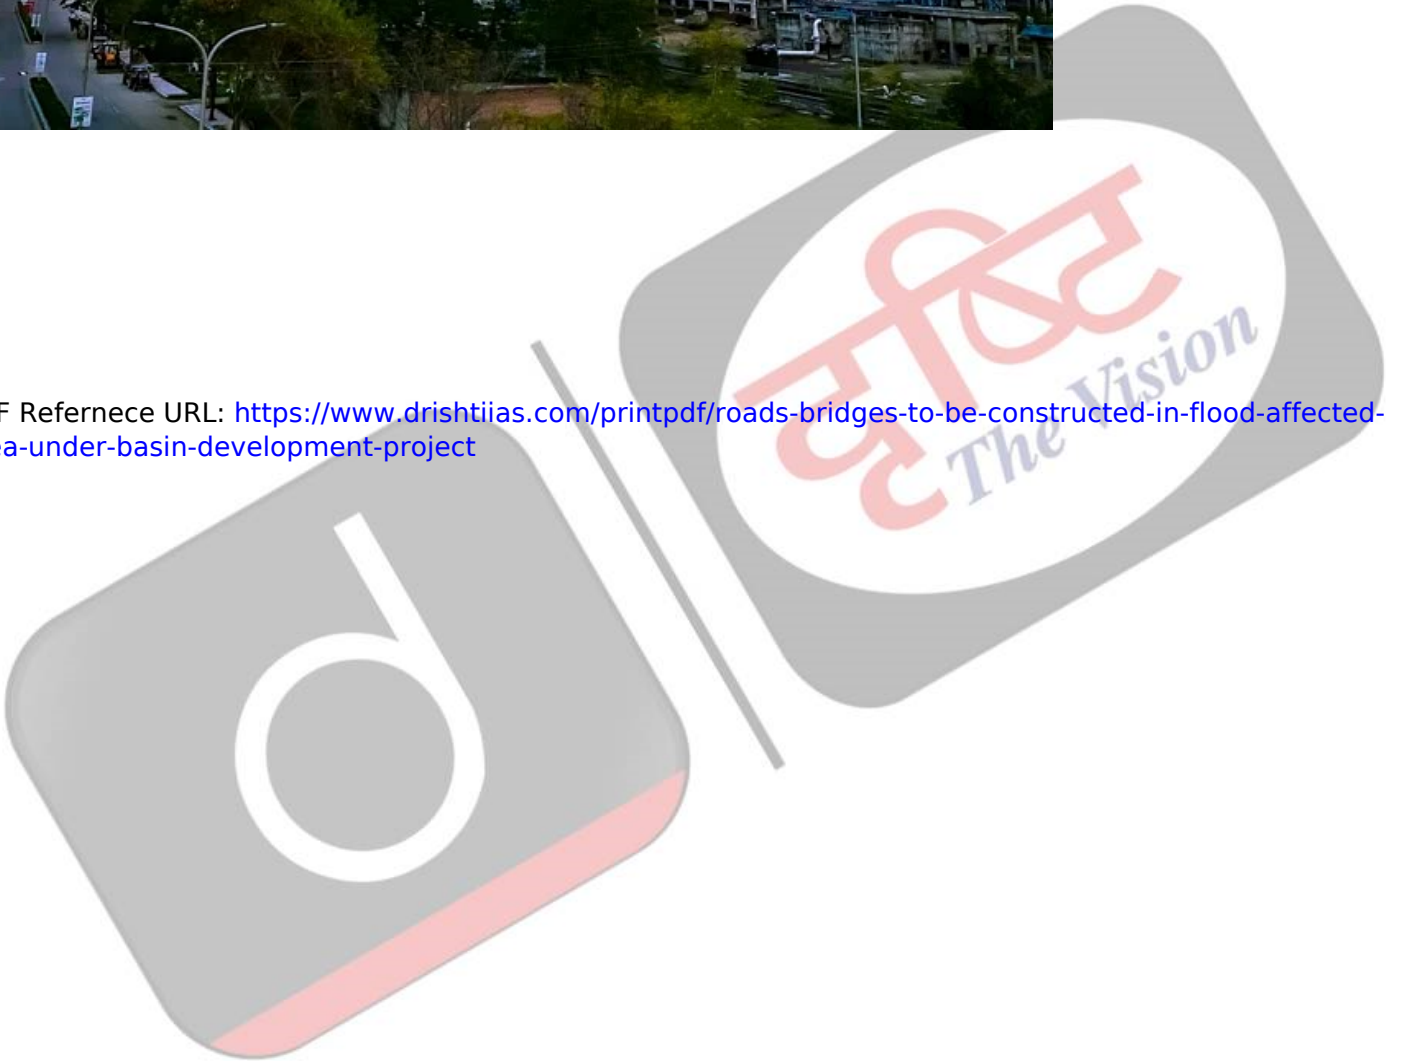 दृष्टि
The Vision
F Refernece URL: https://www.drishtiias.com/printpdf/roads-bridges-to-be-constructed-in-flood-affected-
ea-under-basin-development-project
d